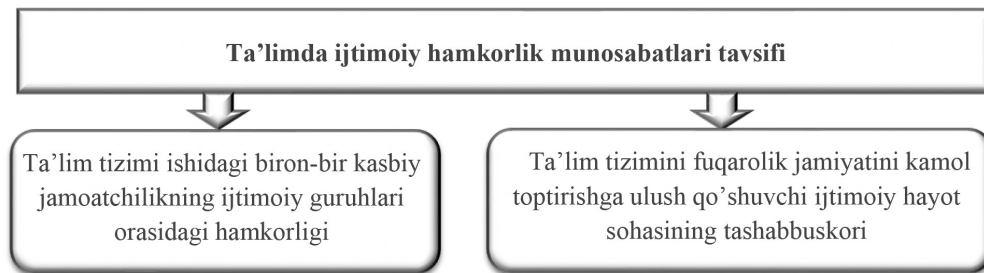 Ta’limda ijtimoiy hamkorlik munosabatlari tavsifi
Ta’lim tizimi ishidagi biron-bir kasbiy
jamoatchilikning ijtimoiy guruhlari
orasidagi hamkorligi
Ta’lim tizimini fuqarolik jamiyatini kamol
toptirishga ulush qo’shuvchi ijtimoiy hayot
sohasining tashabbuskori